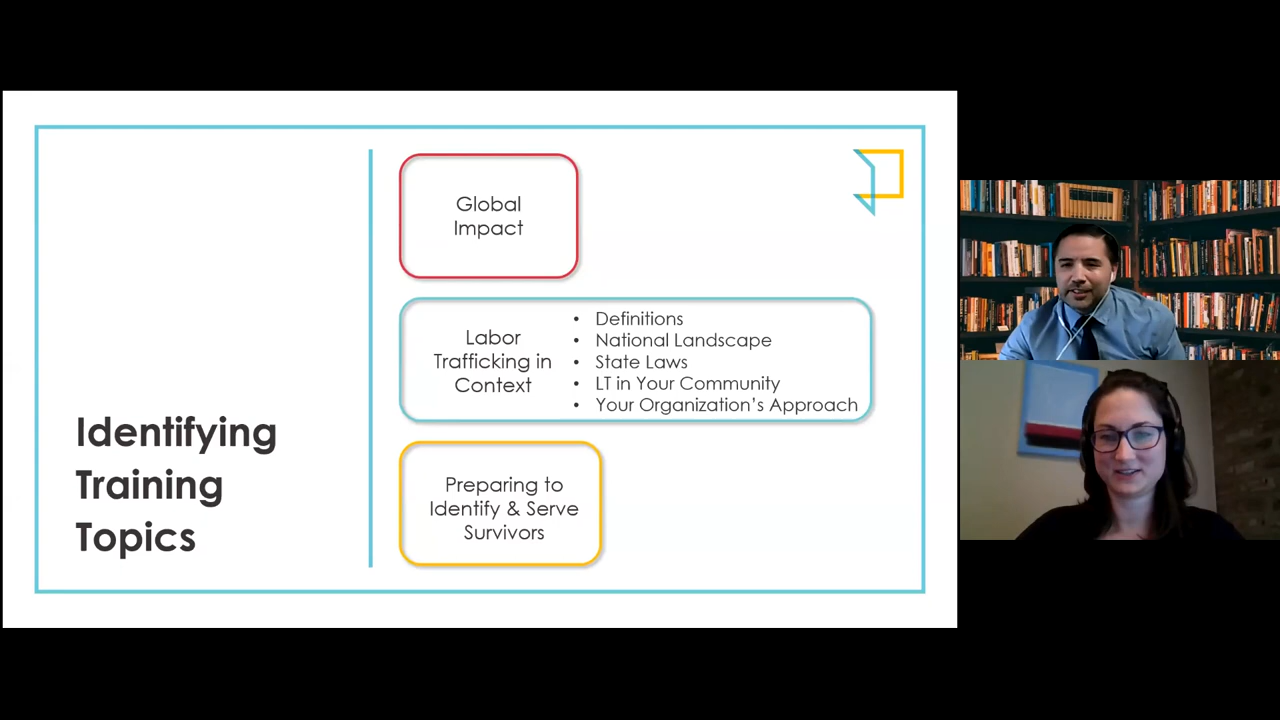 Identifying
Training
Topics
Global
Impact
Labor
Trafficking in
Context
• Definitions
• National Landscape
• State Laws
• LT in Your Community
• Your Organization’s Approach
Preparing to
Identify & Serve
Survivors